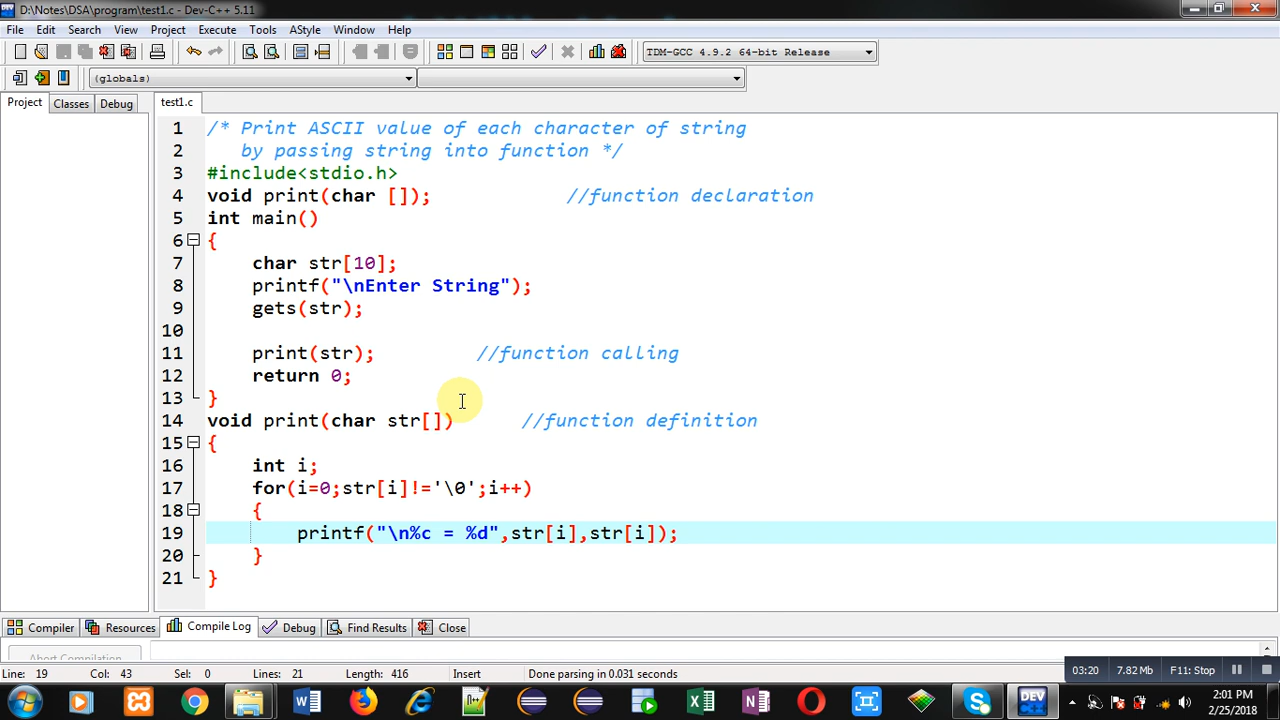 D:\Notes\DSA\program\test1.c - Dev-C++ 5.11
File Edit Search View Project Execute Tools AStyle Window Help
TDM-GCC 4.9.2 64-bit Release
(globals)
Project Classes Debug test1.c
1 /* Print ASCII value of each character of string
2 by passing string into function */
3 #include<stdio.h>
4 void print(char []); //function declaration
5 int main()
6 {
7 char str[10];
8 printf("\nEnter String");
9 gets(str);
10
11 print(str); //function calling
12 return 0;
13 }
14 void print(char str[]) //function definition
15 {
16 int i;
17 for(i=0;str[i]!='\0';i++)
18 {
19 printf("\n%c = %d",str[i],str[i]);
20 }
21 }
Compiler Resources Compile Log Debug Find Results Close
Abort Compilation
Line: 19 Col: 43 Sel: 0 Lines: 21 Length: 416 Insert Done parsing in 0.031 seconds
03:20 7.82 Mb F11: Stop
DEV
2:01 PM
2/25/2018